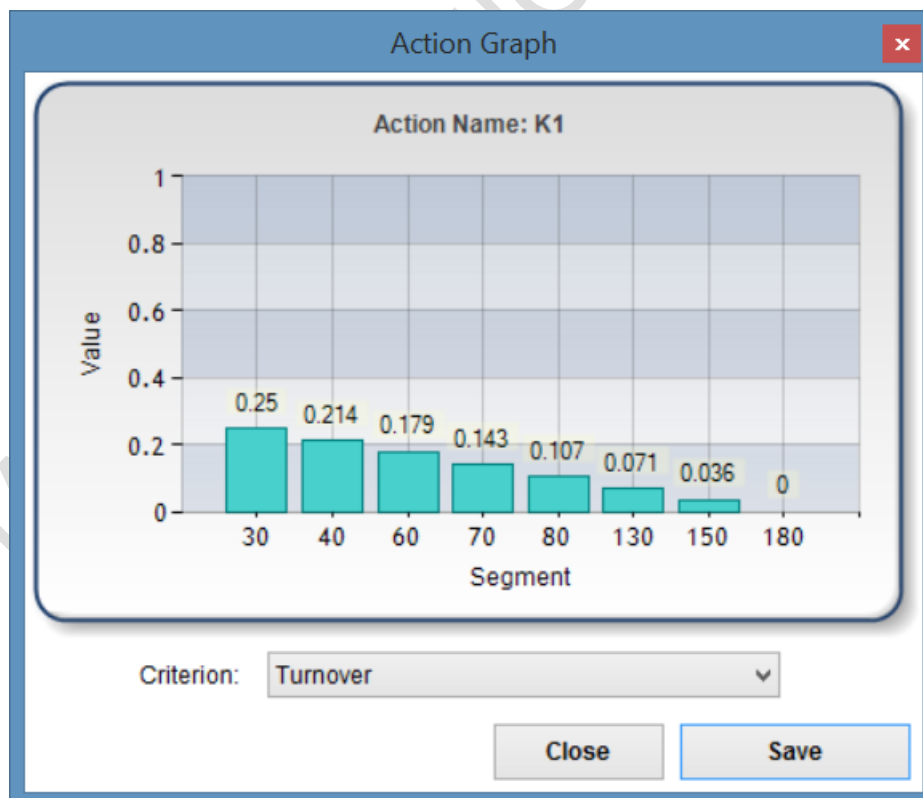 Action Graph
x
Action Name: K1
1
0.8
0.6
0.4
0.2
0
Value
0.25
0.214
0.179
0.143
0.107
0.071
0.036
0
30 40 60 70 80 130 150 180
Segment
Criterion: Turnover
Close Save